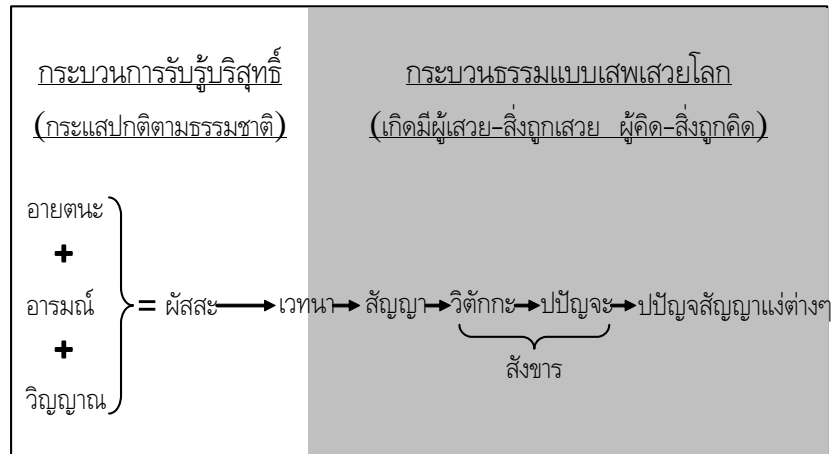 กระบวนการรับรู้บริสุทธิ์
(กระแสปกติตามธรรมชาติ)
กระบวนธรรมแบบเสพเสวยโลก
(เกิดมีผู้เสวย-สิ่งถูกเสวย ผู้คิด-สิ่งถูกคิด)
อายตนะ
+
อารมณ์ = ผัสสะ เวทนา สัญญา วิตักกะ ปปัญจะ ปปัญจสัญญาแง่ต่างๆ
+
วิญญาณ
สังขาร